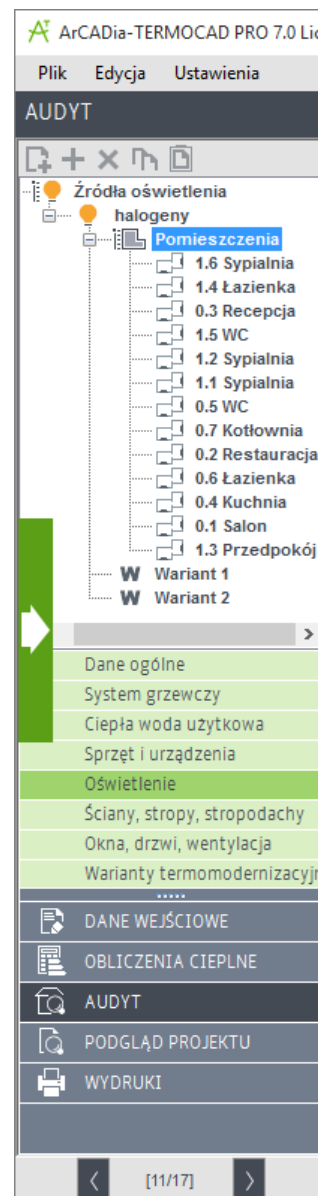 ArCADia-TERMOCAD PRO 7.0 Lic
Plik Edycja Ustawienia
AUDYT
Źródła oświetlenia
halogeny
Pomieszczenia
1.6 Sypialnia
1.4 Łazienka
0.3 Recepcja
1.5 WC
1.2 Sypialnia
1.1 Sypialnia
0.5 WC
0.7 Kotłownia
0.2 Restauracja
0.6 Łazienka
0.4 Kuchnia
0.1 Salon
1.3 Przedpokój
W Wariant 1
W Wariant 2
Dane ogólne
System grzewczy
Ciepła woda użytkowa
Sprzęt i urządzenia
Oświetlenie
Ściany, stropy, stropodachy
Okna, drzwi, wentylacja
Warianty termomodernizacyjn
DANE WEJŚCIOWE
OBLICZENIA CIEPLNE
AUDYT
PODGLĄD PROJEKTU
WYDRUKI
[11/17]